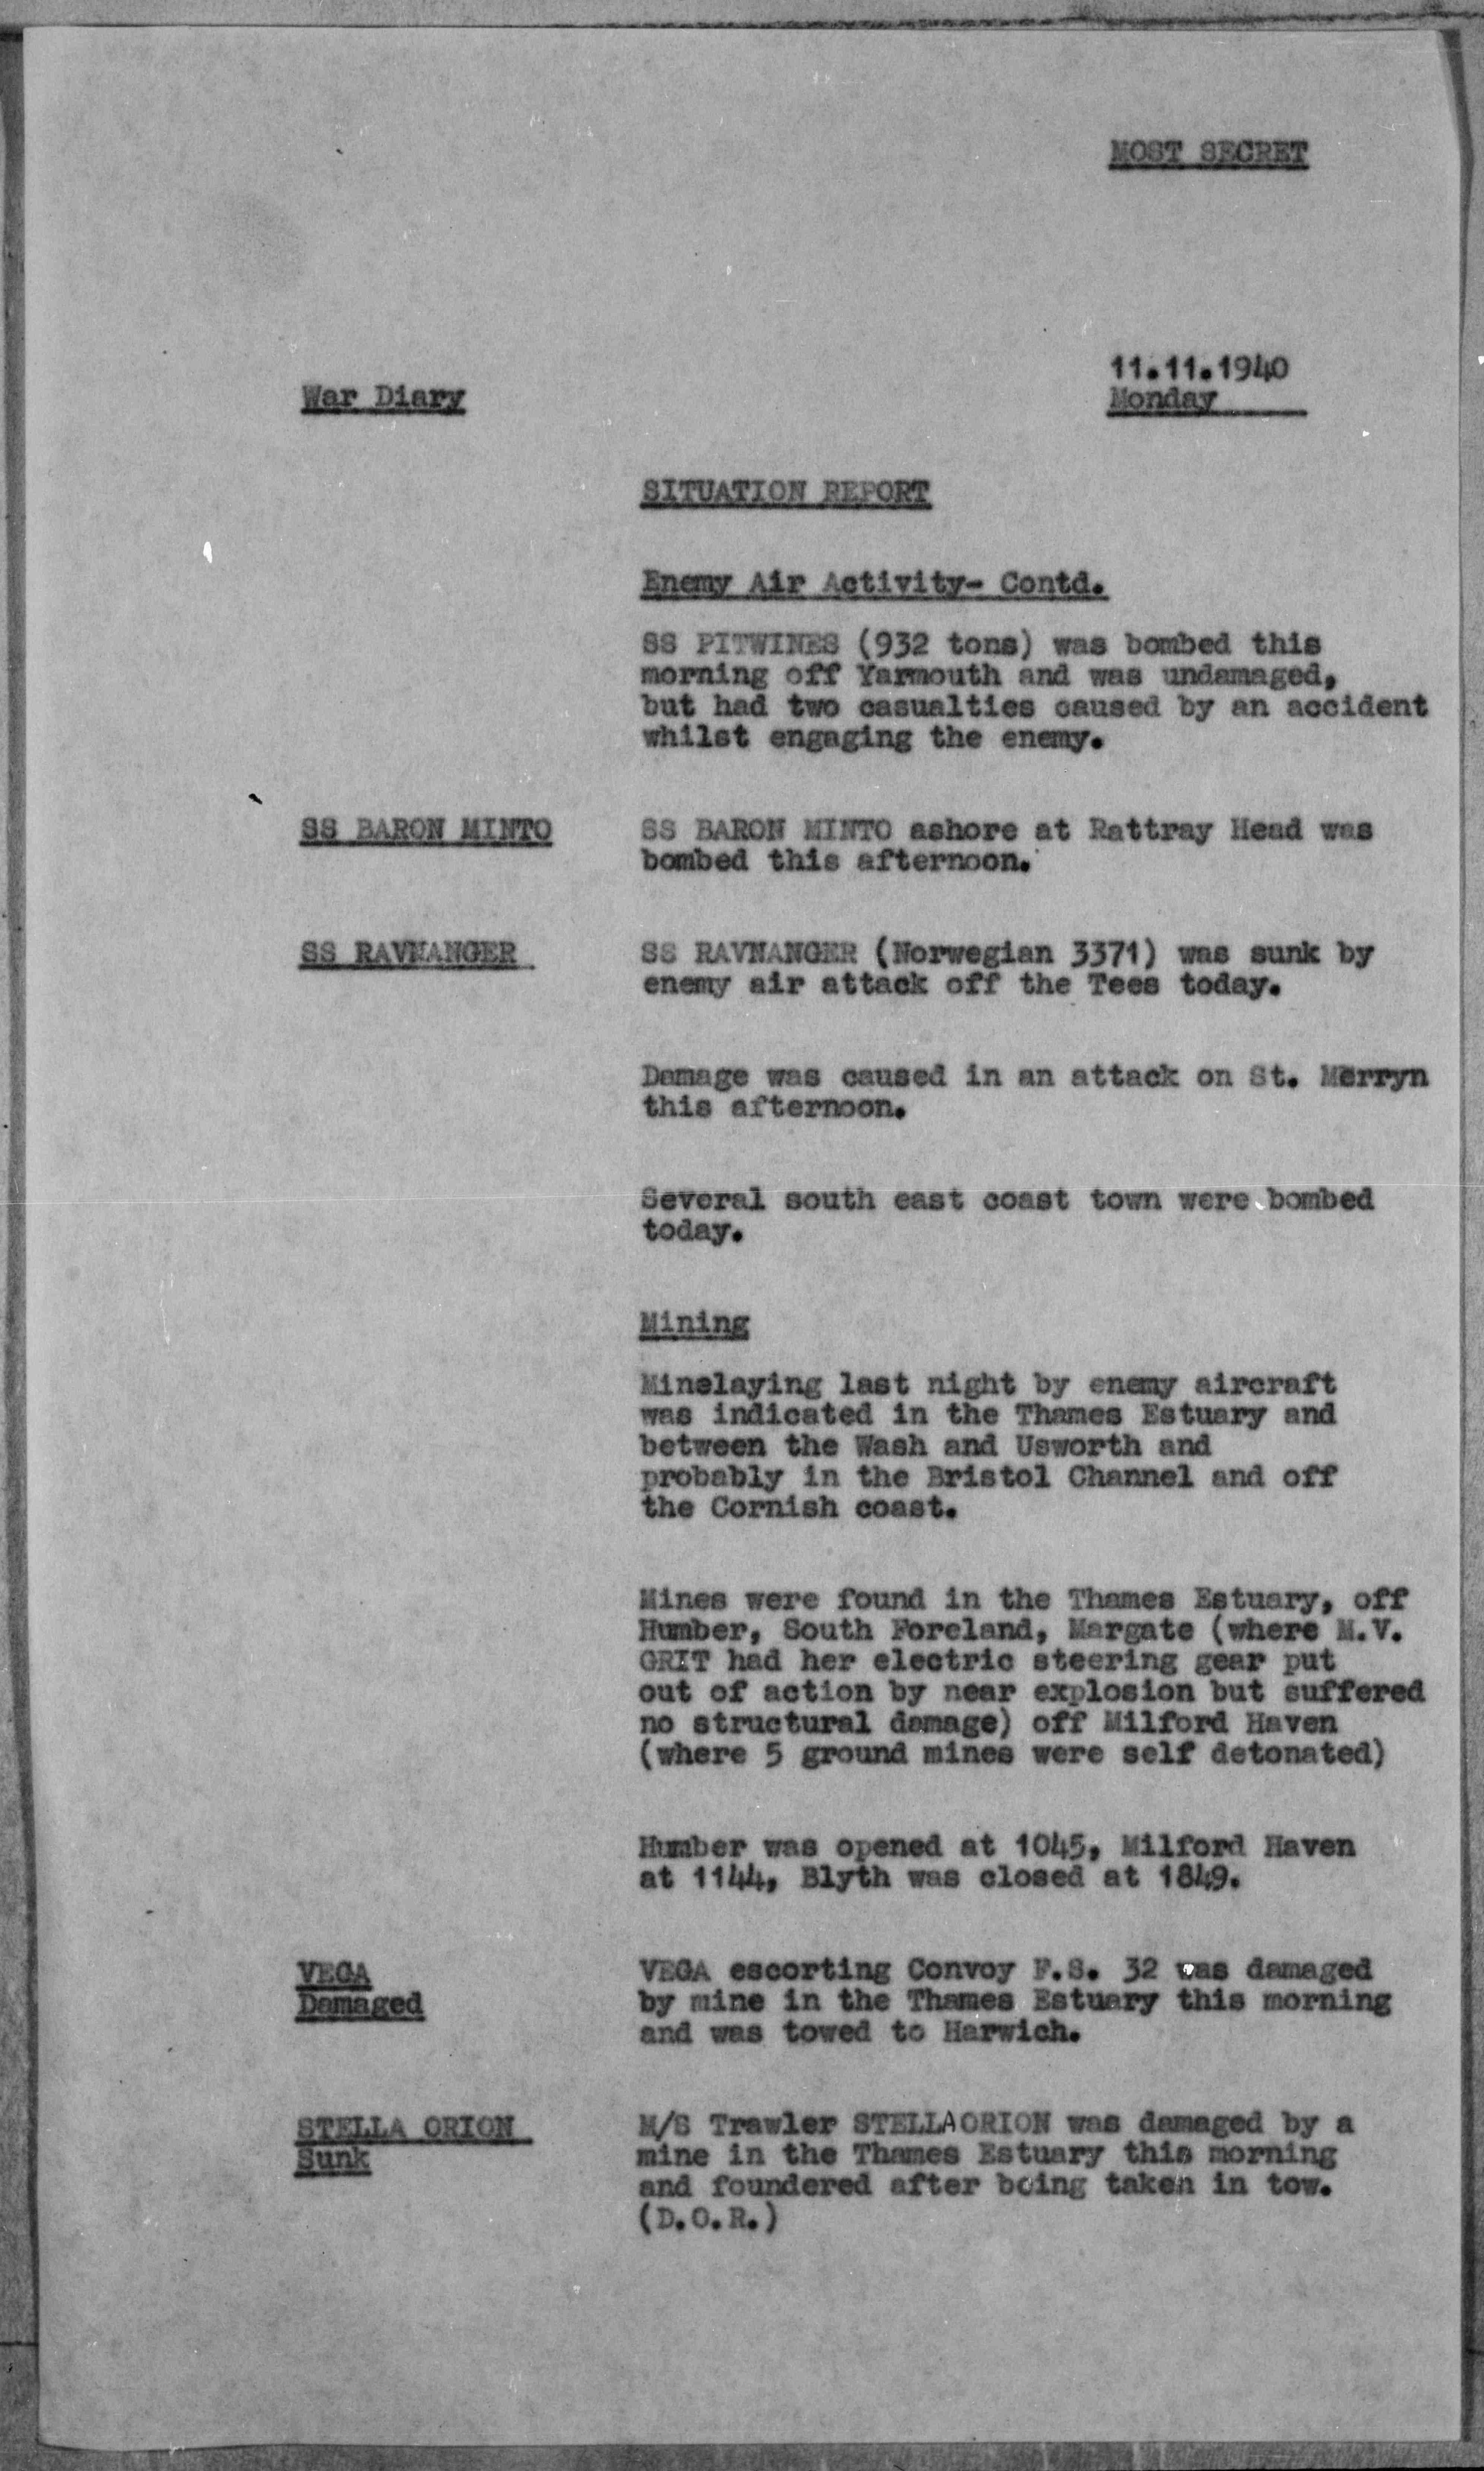 MOST SECRET
11.11.1940
War Diary
Monday
SITUATION REPORT
Enemy Air Activity- Contd.
SS PITWINES (932 tons) was bombed this
morning off Yarmouth and was undamaged,
but had two casualties caused by an accident
whilst engaging the enemy.
SS BARON MINTO
SS BARON MINTO ashore at Rattray Head was
bombed this afternoon.
SS RAVNANGER
SS RAVNANGER (Norwegian 3371) was sunk by
enemy air attack off the Tees today.
Damage was caused in an attack on St. Merryn
this afternoon.
Several south east coast town were bombed
today.
Mining
Minelaying last night by enemy aircraft
was indicated in the Thames Estuary and
between the Wash and Usworth and
probably in the Bristol Channel and off
the Cornish coast.
Mines were found in the Thames Estuary, off
Humber, South Foreland, Margate (where M.V.
GRIT had her electric steering gear put
out of action by near explosion but suffered
no structural damage) off Milford Haven
(where 5 ground mines were self detonated)
Humber was opened at 1045, Milford Haven
at 1144, Blyth was closed at 1849.
VEGA
Damaged
VEGA escorting Convoy F.S. 32 was damaged
by mine in the Thames Estuary this morning
and was towed to Harwich.
STELLA ORION
Sunk
M/S Trawler STELLA ORION was damaged by a
mine in the Thames Estuary this morning
and foundered after being taken in tow.
(D.O.R.)